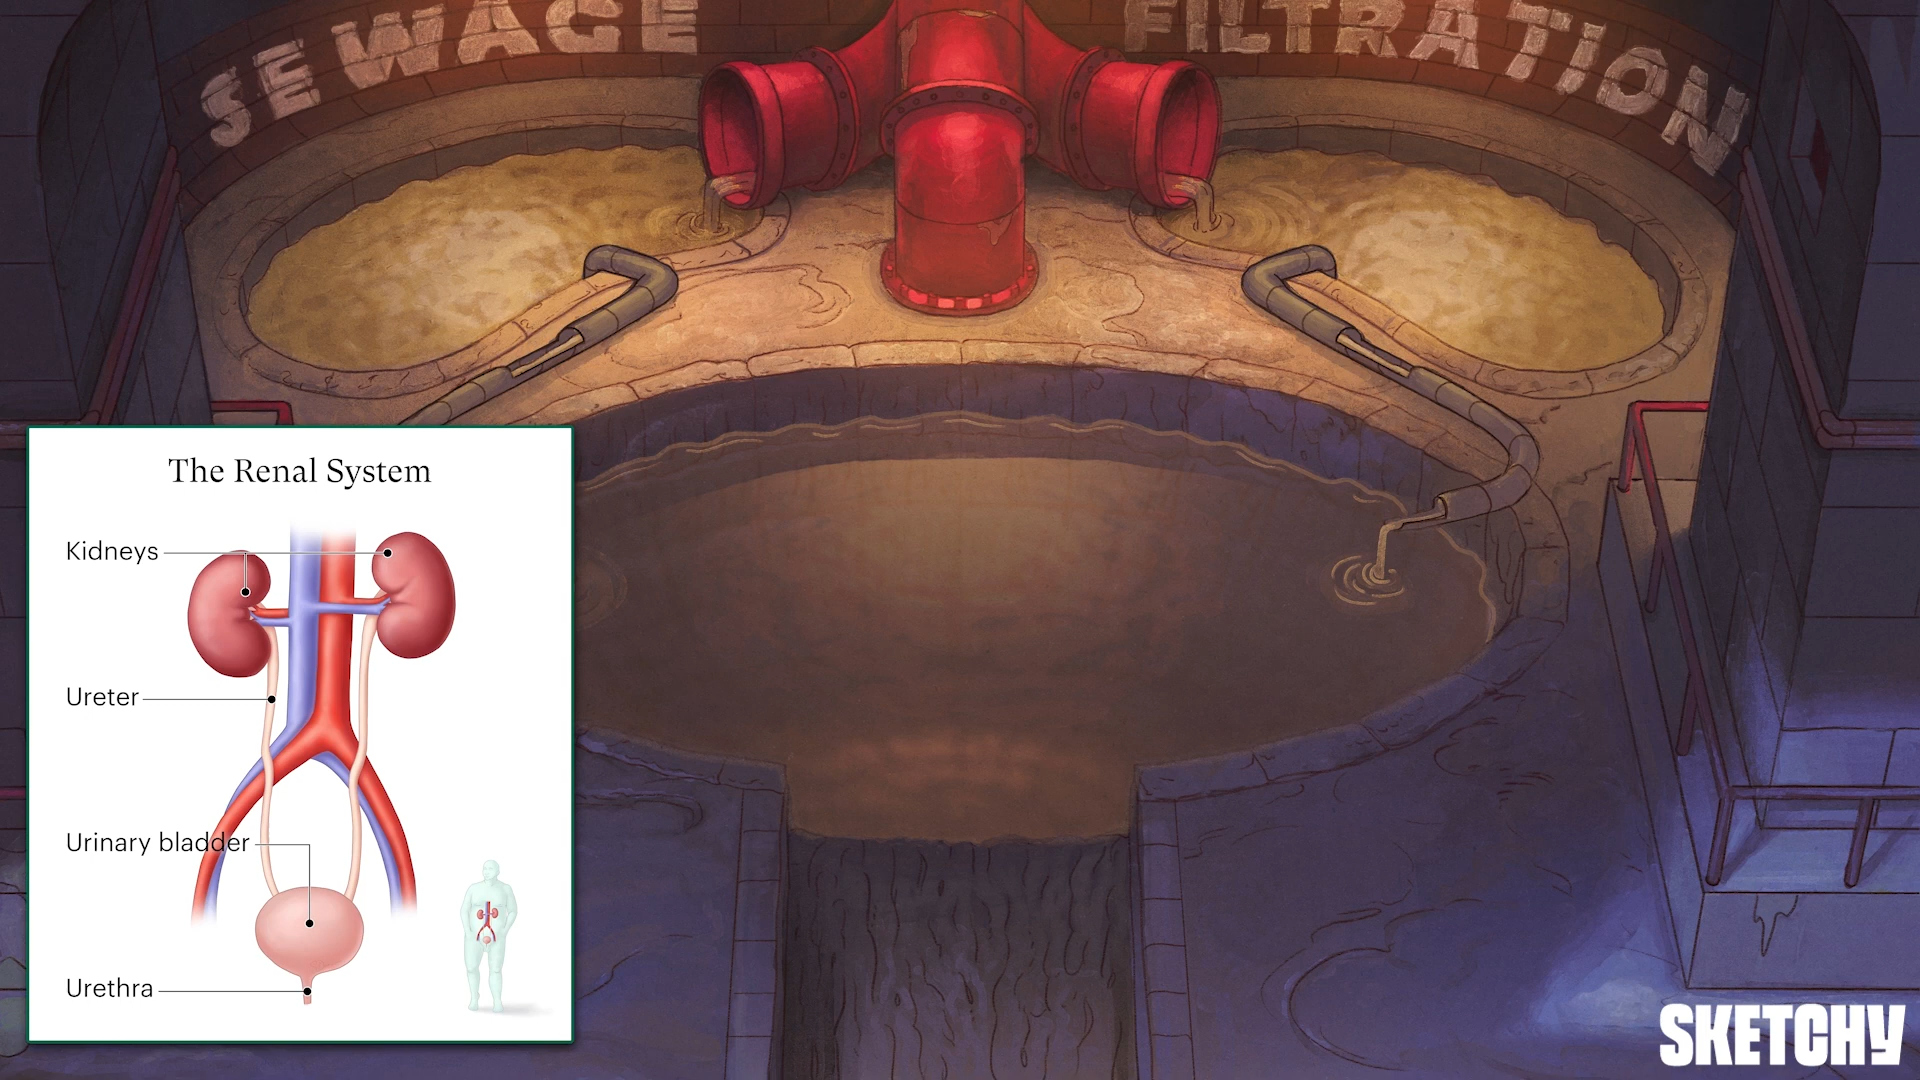 SEWAGE FILTRATION
The Renal System
Kidneys
Ureter
Urinary bladder
Urethra
SKETCHY